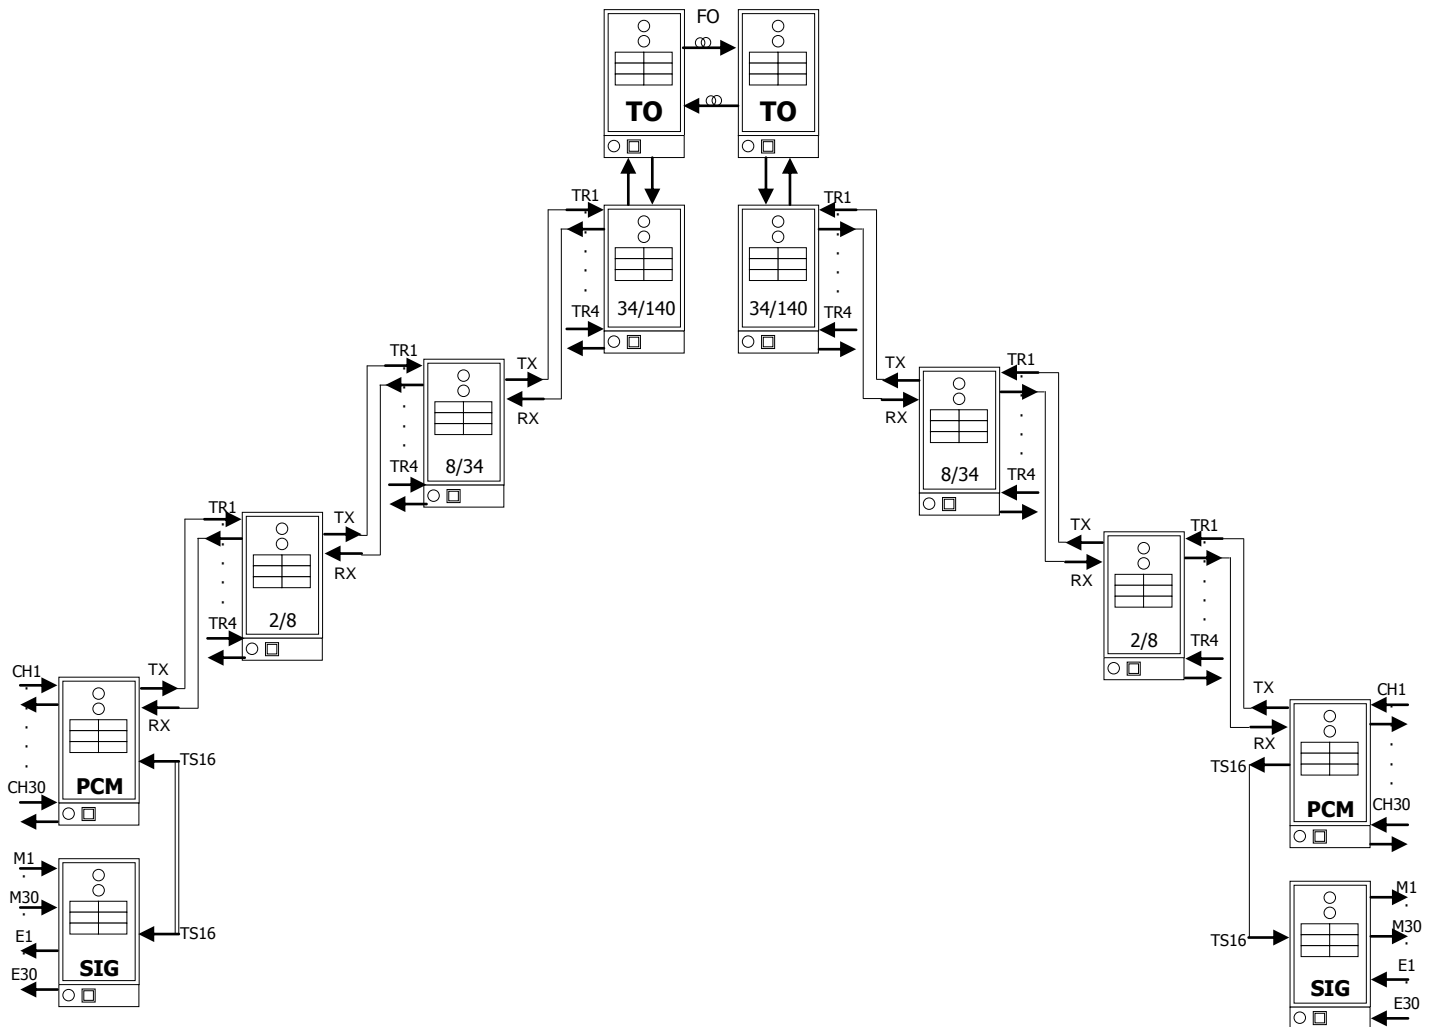 FO
TO TO
TR1 TR1
34/140 34/140
TR4 TR4
TR1 TX TX TR1
RX RX
8/34 8/34
TR4 TR4
TR1 TX TX TR1
RX RX
2/8 2/8
TR4 TR4
CH1 TX TX CH1
RX RX
TS16 TS16
PCM PCM
CH30 CH30
M1 M1
M30 M30
TS16 TS16
E1 E1
SIG SIG
E30 E30